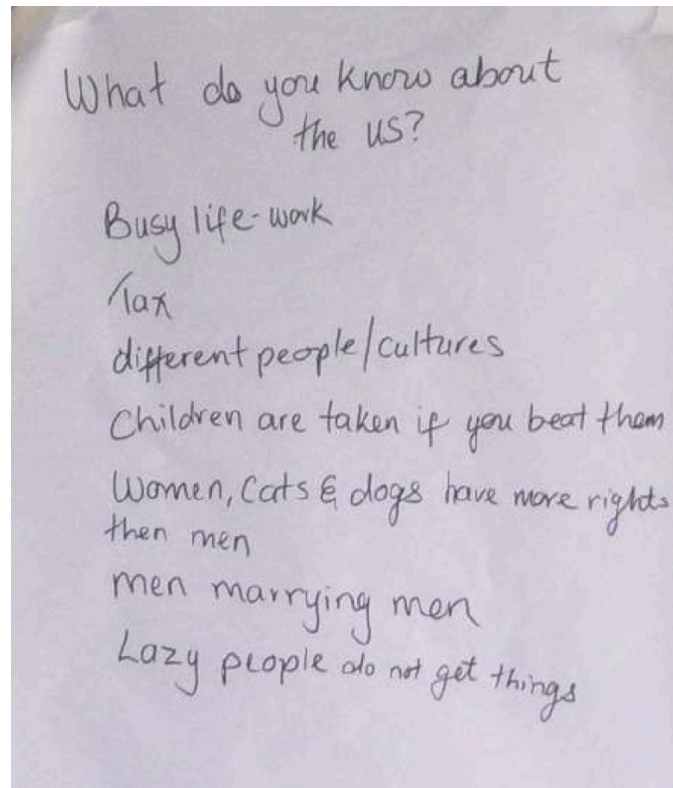 What do you know about
the US?
Busy life-work
Tax
different people/cultures
Children are taken if you beat them
Women, Cats & dogs have more rights
then men
men marrying men
Lazy people do not get things